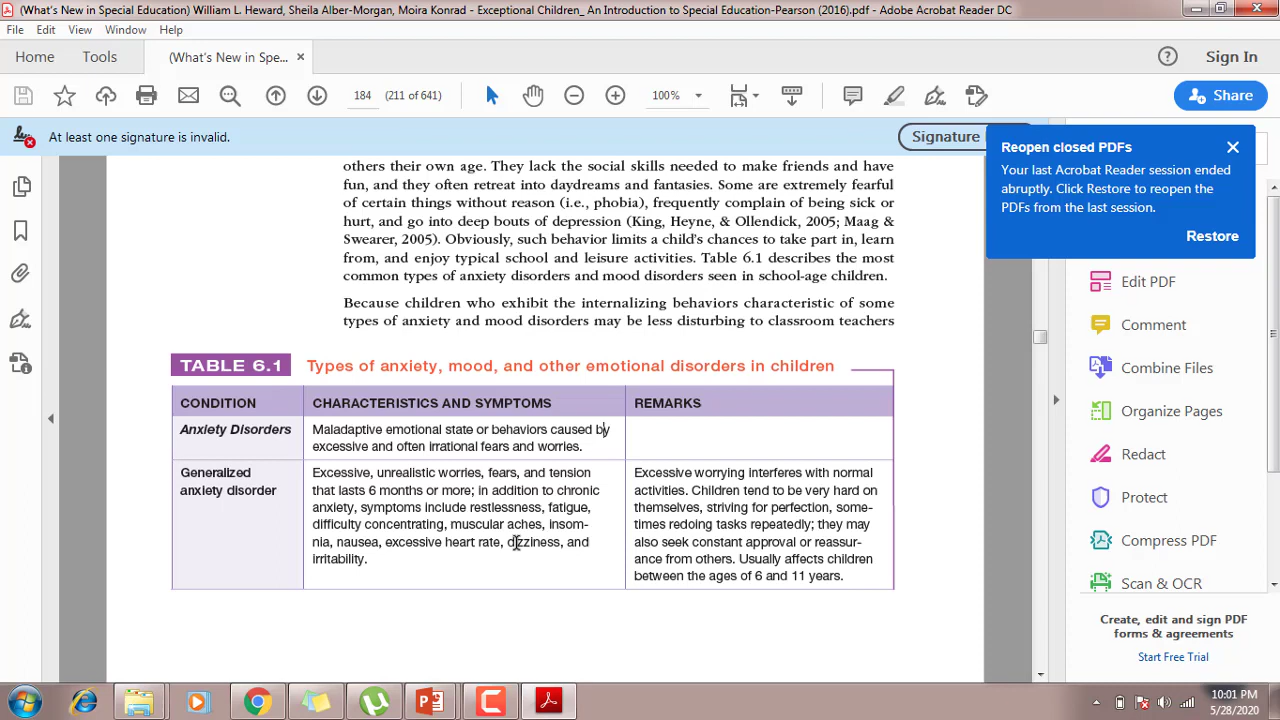 (What's New in Special Education) William L. Heward, Sheila Alber-Morgan, Moira Konrad - Exceptional Children_ An Introduction to Special Education-Pearson (2016).pdf - Adobe Acrobat Reader DC
File Edit View Window Help
Home Tools (What's New in Spe... Sign In
184 (211 of 641) 100% Share
At least one signature is invalid. Signature
Reopen closed PDFs
Your last Acrobat Reader session ended
abruptly. Click Restore to reopen the
PDFs from the last session.
Restore
others their own age. They lack the social skills needed to make friends and have
fun, and they often retreat into daydreams and fantasies. Some are extremely fearful
of certain things without reason (i.e., phobia), frequently complain of being sick or
hurt, and go into deep bouts of depression (King, Heyne, & Ollendick, 2005; Maag &
Swearer, 2005). Obviously, such behavior limits a child's chances to take part in, learn
from, and enjoy typical school and leisure activities. Table 6.1 describes the most
common types of anxiety disorders and mood disorders seen in school-age children.
Because children who exhibit the internalizing behaviors characteristic of some
types of anxiety and mood disorders may be less disturbing to classroom teachers
TABLE 6.1 Types of anxiety, mood, and other emotional disorders in children
CONDITION CHARACTERISTICS AND SYMPTOMS REMARKS
Anxiety Disorders
Maladaptive emotional state or behaviors caused by
excessive and often irrational fears and worries.
Generalized
anxiety disorder
Excessive, unrealistic worries, fears, and tension
that lasts 6 months or more; in addition to chronic
anxiety, symptoms include restlessness, fatigue,
difficulty concentrating, muscular aches, insom-
nia, nausea, excessive heart rate, dizziness, and
irritability.
Excessive worrying interferes with normal
activities. Children tend to be very hard on
themselves, striving for perfection, some-
times redoing tasks repeatedly; they may
also seek constant approval or reassur-
ance from others. Usually affects children
between the ages of 6 and 11 years.
Edit PDF
Comment
Combine Files
Organize Pages
Redact
Protect
Compress PDF
Scan & OCR
Create, edit and sign PDF
forms & agreements
Start Free Trial
10:01 PM
5/28/2020